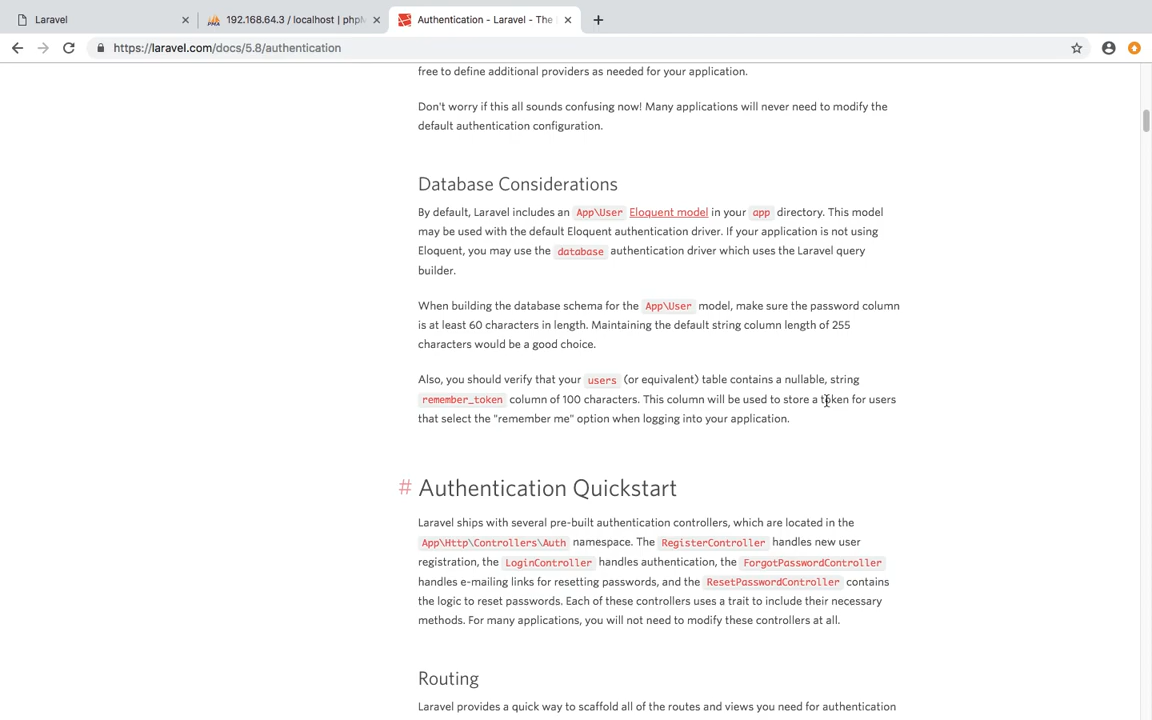 Laravel
192.168.64.3 / localhost | phpM
Authentication - Laravel - The
https://laravel.com/docs/5.8/authentication
free to define additional providers as needed for your application.
Don't worry if this all sounds confusing now! Many applications will never need to modify the
default authentication configuration.
Database Considerations
By default, Laravel includes an App\User Eloquent model in your app directory. This model
may be used with the default Eloquent authentication driver. If your application is not using
Eloquent, you may use the database authentication driver which uses the Laravel query
builder.
When building the database schema for the App\User model, make sure the password column
is at least 60 characters in length. Maintaining the default string column length of 255
characters would be a good choice.
Also, you should verify that your users (or equivalent) table contains a nullable, string
remember_token column of 100 characters. This column will be used to store a token for users
that select the "remember me" option when logging into your application.
# Authentication Quickstart
Laravel ships with several pre-built authentication controllers, which are located in the
App\Http\Controllers\Auth namespace. The RegisterController handles new user
registration, the LoginController handles authentication, the ForgotPasswordController
handles e-mailing links for resetting passwords, and the ResetPasswordController contains
the logic to reset passwords. Each of these controllers uses a trait to include their necessary
methods. For many applications, you will not need to modify these controllers at all.
Routing
Laravel provides a quick way to scaffold all of the routes and views you need for authentication